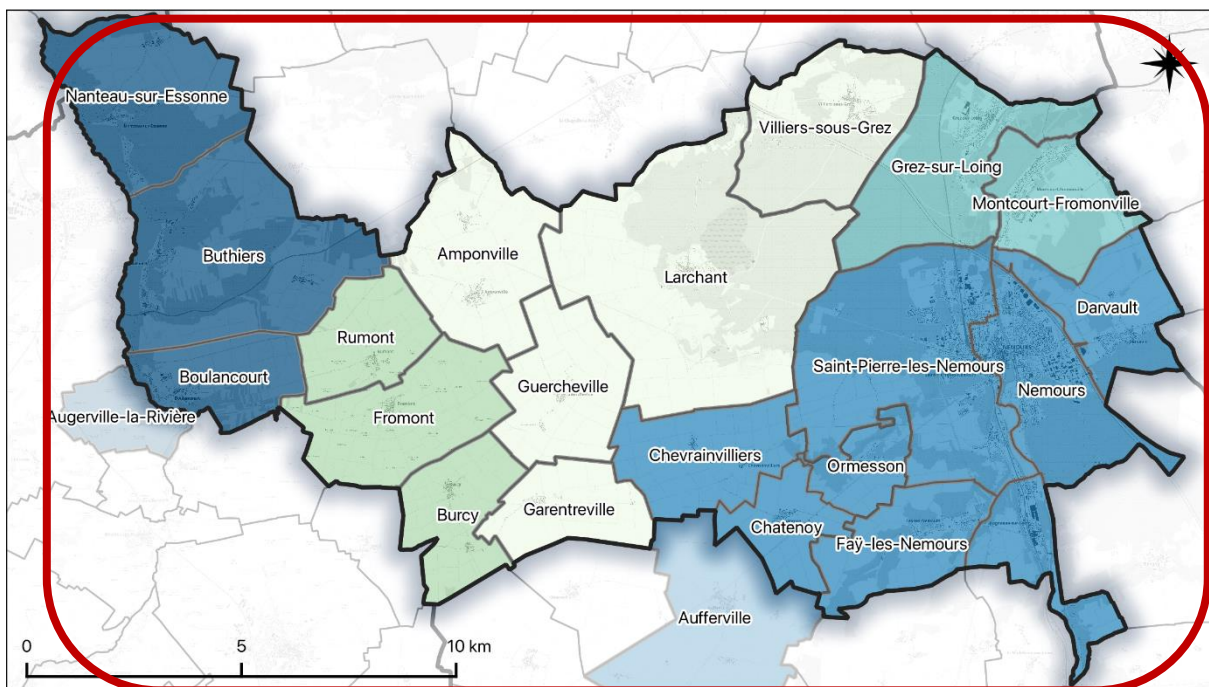 Nanteau-sur-Essonne
Villiers-sous-Grez
Grez-sur-Loing
Montcourt-Fromonville
Buthiers
Amponville
Larchant
Darvault
Rumont
Saint-Pierre-les-Nemours
Boulancourt
Guercheville
Nemours
Augerville-la-Rivière
Fromont
Chevrainvilliers
Ormesson
Burcy
Garentreville
Chatenoy
Faÿ-les-Nemours
Aufferville
0 5 10 km